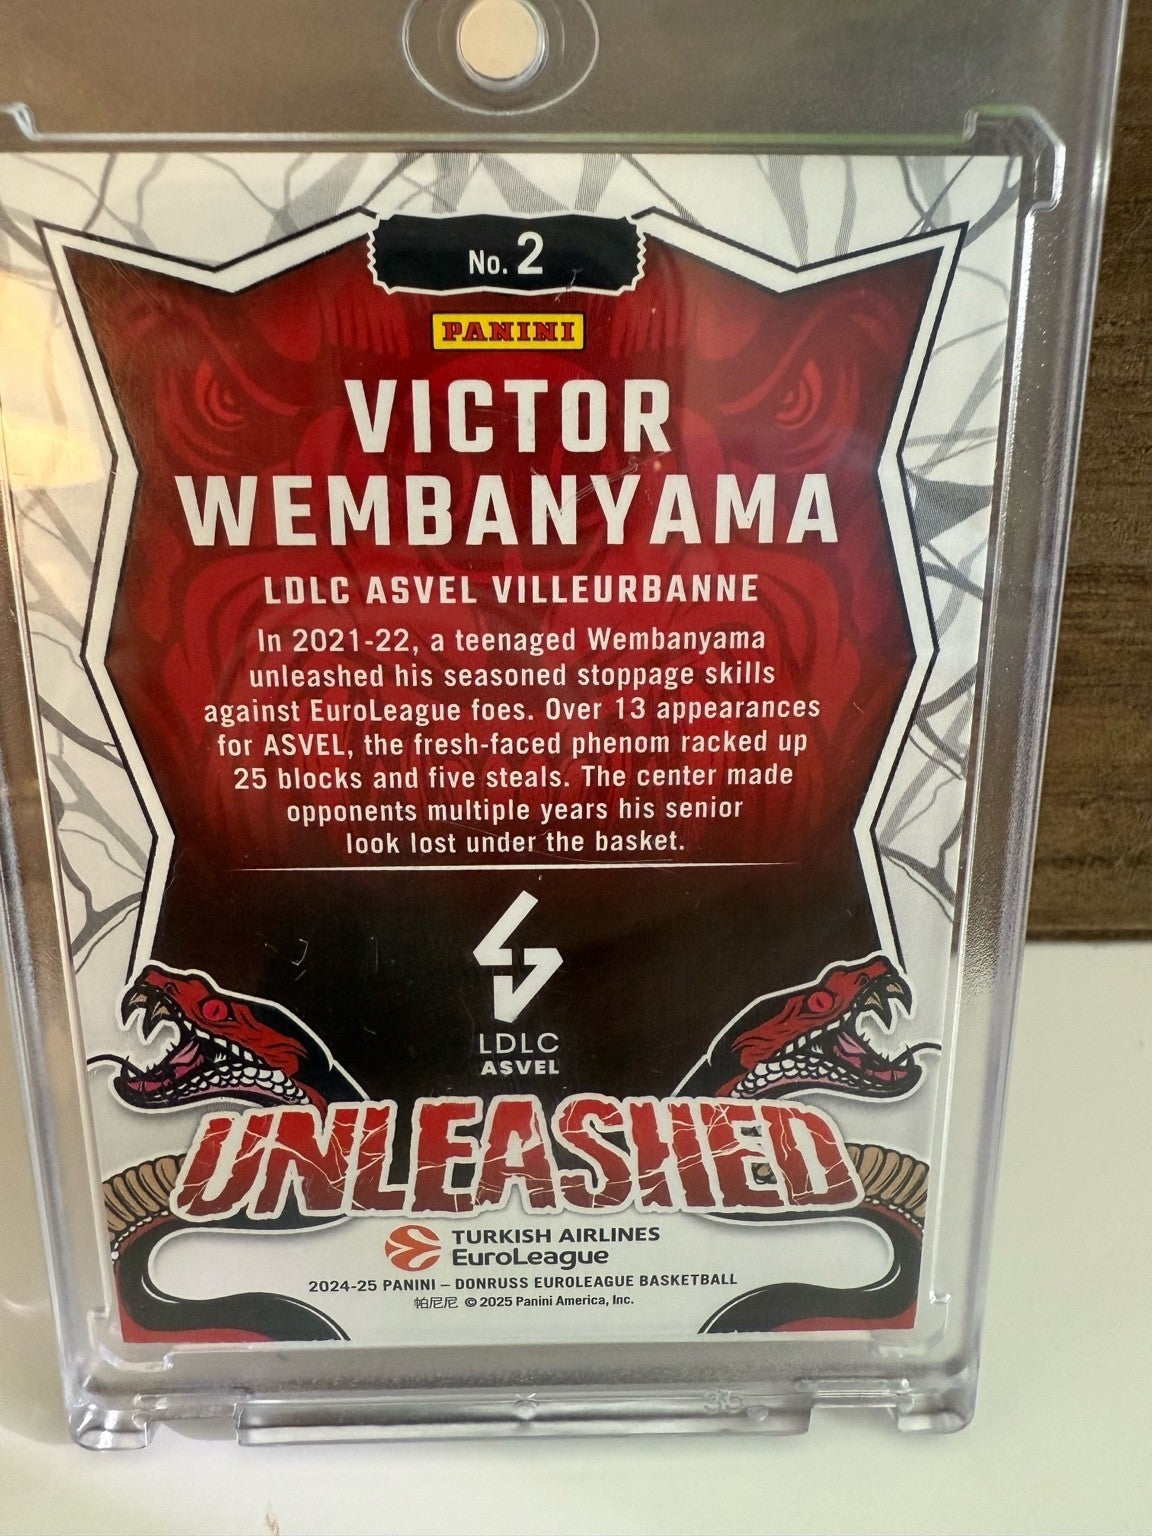 No. 2
PANINI
VICTOR
WEMBANYAMA
LDLC ASVEL VILLEURBANNE
In 2021-22, a teenaged Wembanyama
unleashed his seasoned stoppage skills
against EuroLeague foes. Over 13 appearances
for ASVEL, the fresh-faced phenom racked up
25 blocks and five steals. The center made
opponents multiple years his senior
look lost under the basket.
LDLC
ASVEL
UNLEASHED
TURKISH AIRLINES
EuroLeague
2024-25 PANINI – DONRUSS EUROLEAGUE BASKETBALL
帕尼尼 © 2025 Panini America, Inc.